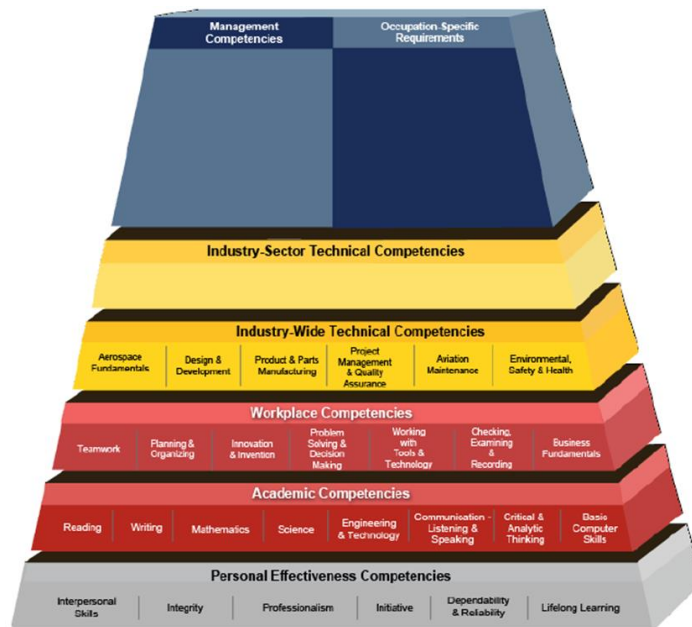 Management
Competencies
Occupation-Specific
Requirements
Industry-Sector Technical Competencies
Industry-Wide Technical Competencies
Aerospace
Fundamentals
Design &
Development
Product & Parts
Manufacturing
Project
Management
& Quality
Assurance
Aviation
Maintenance
Environmental,
Safety & Health
Workplace Competencies
Teamwork
Planning &
Organizing
Innovation
& Invention
Problem
Solving &
Decision
Making
Working
with
Tools &
Technology
Checking,
Examining
&
Recording
Business
Fundamentals
Academic Competencies
Reading
Writing
Mathematics
Science
Engineering
& Technology
Communication -
Listening &
Speaking
Critical &
Analytic
Thinking
Basic
Computer
Skills
Personal Effectiveness Competencies
Interpersonal
Skills
Integrity
Professionalism
Initiative
Dependability
& Reliability
Lifelong Learning